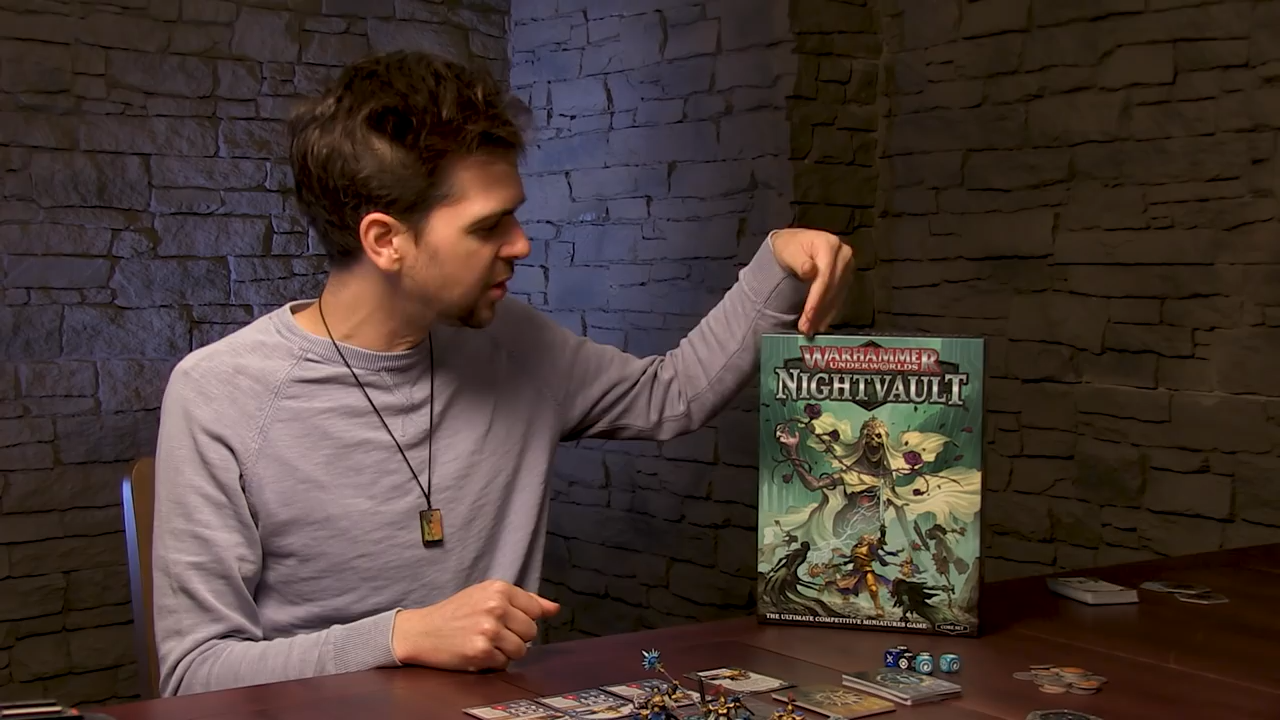 WARHAMMER
UNDERWORLDS
NIGHTVAULT
THE ULTIMATE COMPETITIVE MINIATURES GAME
CORE SET